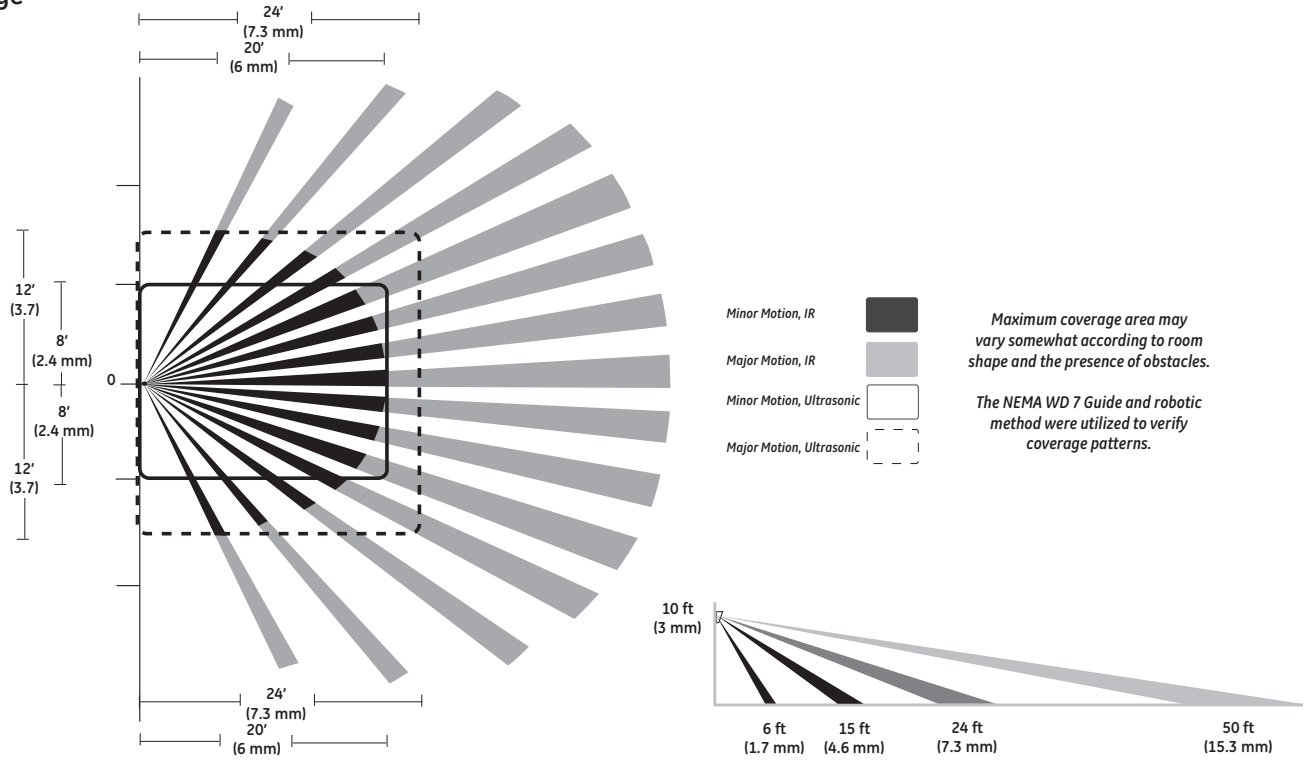 ge
24'
(7.3 mm)
20'
(6 mm)
12'
(3.7)
8'
(2.4 mm)
0
8'
(2.4 mm)
12'
(3.7)
24'
(7.3 mm)
20'
(6 mm)
Minor Motion, IR
Major Motion, IR
Minor Motion, Ultrasonic
Major Motion, Ultrasonic
Maximum coverage area may
vary somewhat according to room
shape and the presence of obstacles.
The NEMA WD 7 Guide and robotic
method were utilized to verify
coverage patterns.
10 ft
(3 mm)
6 ft
(1.7 mm)
15 ft
(4.6 mm)
24 ft
(7.3 mm)
50 ft
(15.3 mm)